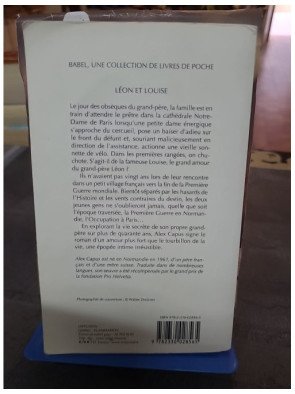 BABEL, UNE COLLECTION DE LIVRES DE POCHE
LÉON ET LOUISE
Le jour des obsèques du grand-père, la famille est en
train d'attendre le prêtre dans la cathédrale Notre-
Dame de Paris lorsqu'une petite dame énergique
s'approche du cercueil, pose un baiser d'adieu sur
le front du défunt et, souriant malicieusement en
direction de l'assistance, actionne une vieille son-
nette de vélo. Dans les premières rangées, on chu-
chote. S'agit-il de la fameuse Louise, le grand amour
du grand-père Léon ?
Ils n'avaient pas vingt ans lors de leur rencontre
dans un petit village français vers la fin de la Première
Guerre mondiale. Bientôt séparés par les hasards de
l'Histoire et les vents contraires du destin, les deux
jeunes gens ne s'oublieront jamais, quelle que soit
l'époque traversée, la Première Guerre en Norman-
die, l'Occupation à Paris...
En explorant la vie secrète de son propre grand-
père sur plus de quarante ans, Alex Capus signe le
roman d'un amour plus fort que le tourbillon de la
vie, une épopée intime irrésistible.
Alex Capus est né en Normandie en 1961, d'un père fran-
çais et d'une mère suisse. Traduite dans de nombreuses
langues, son œuvre a été récompensée par le grand prix de
la fondation Pro Helvetia.
Photographie de couverture : ©
DIFFUSION